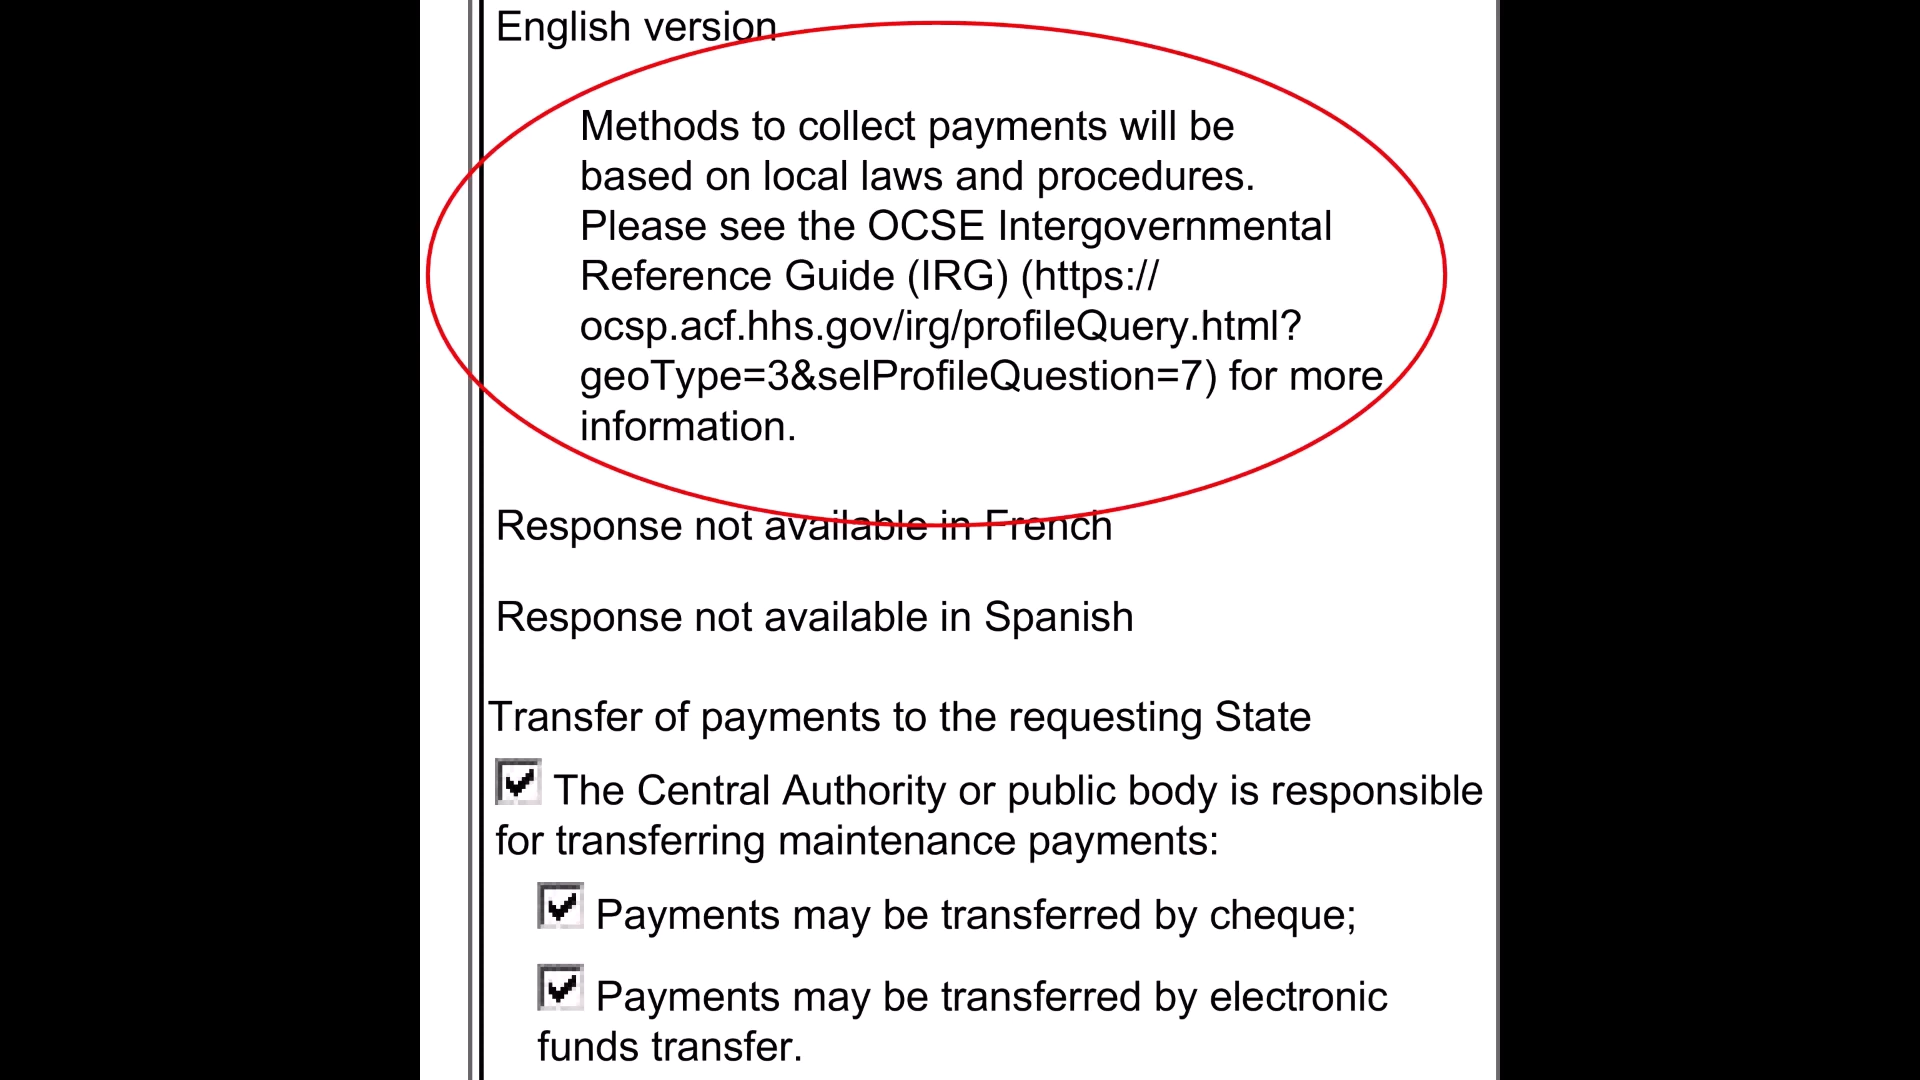 English version
Methods to collect payments will be
based on local laws and procedures.
Please see the OCSE Intergovernmental
Reference Guide (IRG) (https://
ocsp.acf.hhs.gov/irg/profileQuery.html?
geoType=3&selProfileQuestion=7) for more
information.
Response not available in French
Response not available in Spanish
Transfer of payments to the requesting State
The Central Authority or public body is responsible
for transferring maintenance payments:
Payments may be transferred by cheque;
Payments may be transferred by electronic
funds transfer.